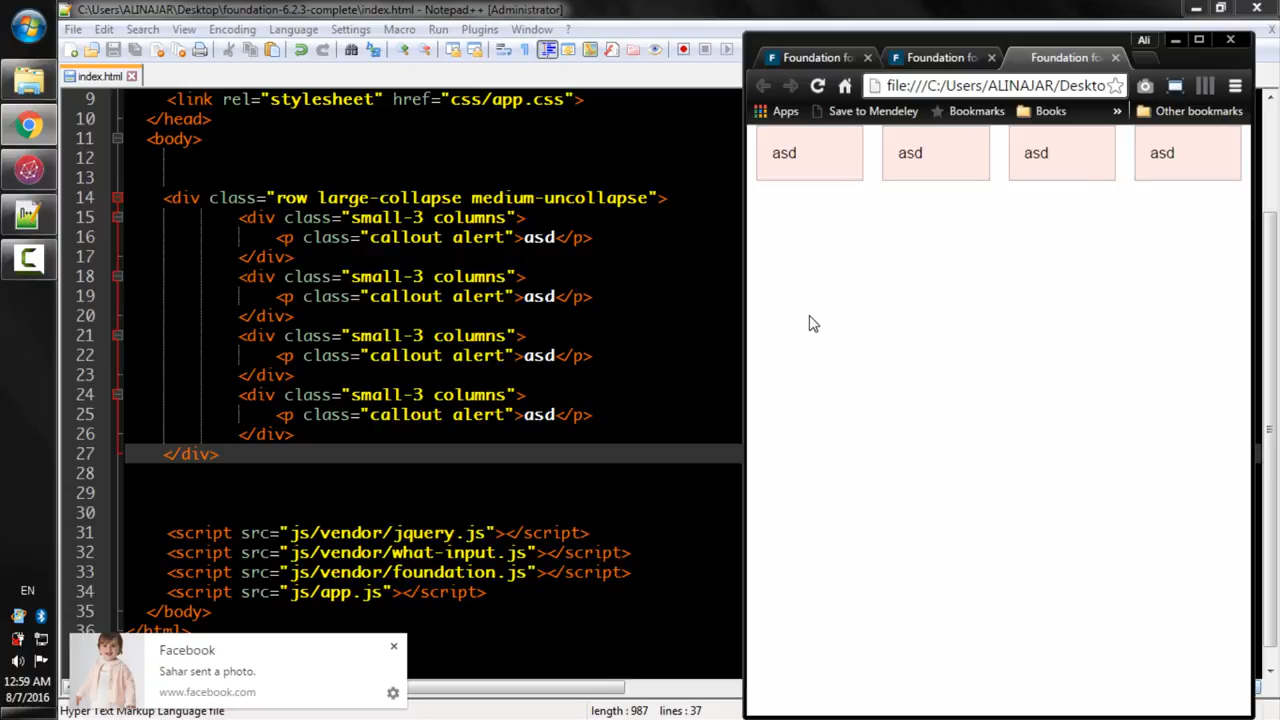 C:\Users\ALINAJAR\Desktop\foundation-6.2.3-complete\index.html - Notepad++ [Administrator]
File Edit Search View Encoding Language Settings Macro Run Plugins Window ?
index.html
9 <link rel="stylesheet" href="css/app.css">
10 </head>
11 <body>
12
13
14 <div class="row large-collapse medium-uncollapse">
15 <div class="small-3 columns">
16 <p class="callout alert">asd</p>
17 </div>
18 <div class="small-3 columns">
19 <p class="callout alert">asd</p>
20 </div>
21 <div class="small-3 columns">
22 <p class="callout alert">asd</p>
23 </div>
24 <div class="small-3 columns">
25 <p class="callout alert">asd</p>
26 </div>
27 </div>
28
29
30
31 <script src="js/vendor/jquery.js"></script>
32 <script src="js/vendor/what-input.js"></script>
33 <script src="js/vendor/foundation.js"></script>
34 <script src="js/app.js"></script>
35 </body>
36 </html>
Hyper Text Markup Language file length : 987 lines : 37
Ali
Foundation fo Foundation fo Foundation for
file:///C:/Users/ALINAJAR/Deskto
Apps Save to Mendeley Bookmarks Books » Other bookmarks
asd asd asd asd
Facebook
Sahar sent a photo.
www.facebook.com
EN
12:59 AM
8/7/2016